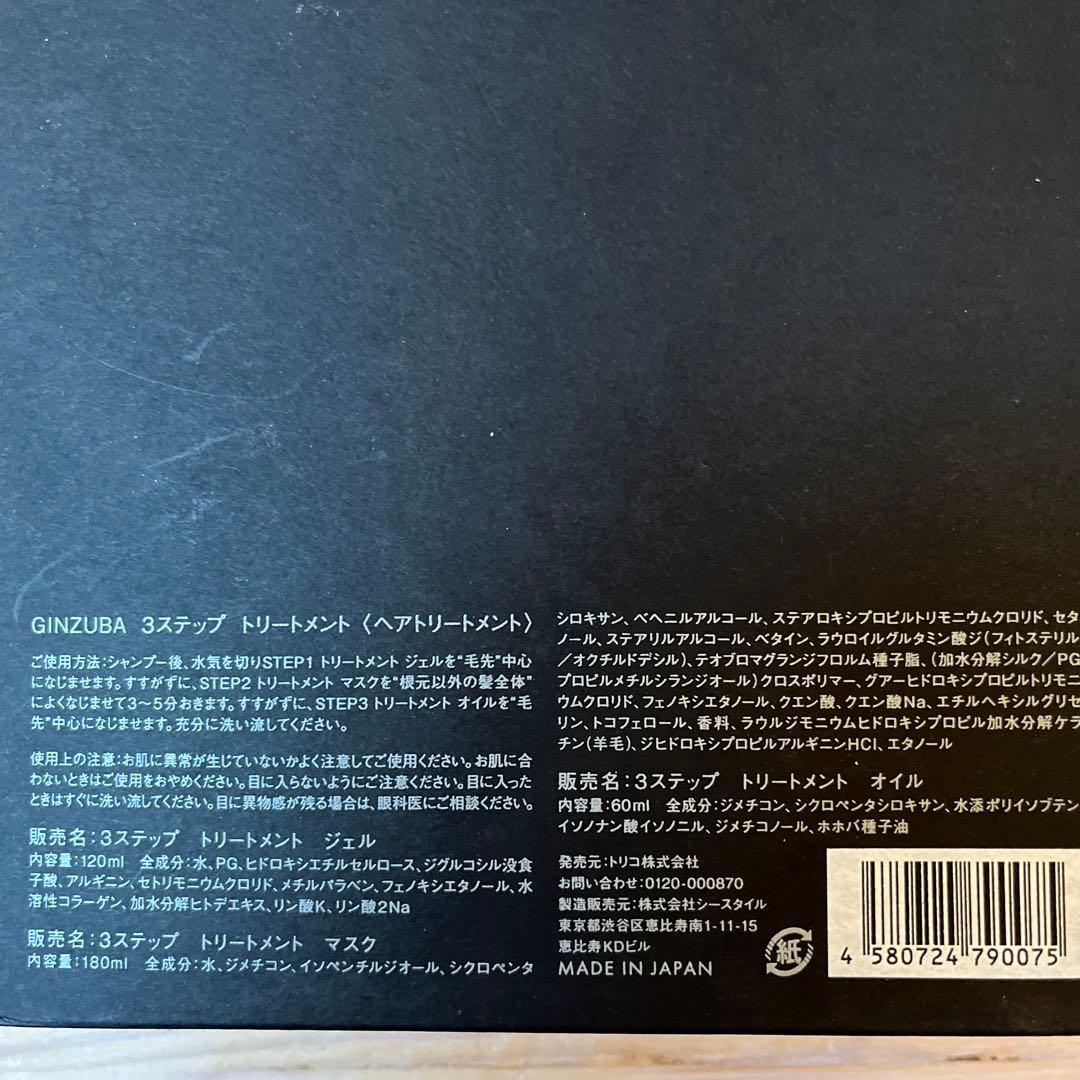 GINZUBA 3ステップ トリートメント〈ヘアトリートメント〉
ご使用方法:シャンプー後、水気を切りSTEP1 トリートメント ジェルを"毛先"中心
になじませます。すすがずに、STEP2 トリートメント マスクを"根元以外の髪全体"
によくなじませて3〜5分おきます。すすがずに、STEP3 トリートメント オイルを"毛
先"中心になじませます。充分に洗い流してください。
使用上の注意:お肌に異常が生じていないかよく注意してご使用ください。お肌に合
わないときはご使用をおやめください。目に入らないようにご注意ください。目に入った
ときはすぐに洗い流してください。目に異物感が残る場合は、眼科医にご相談ください。
販売名:3ステップ トリートメント ジェル
内容量:120ml 全成分:水、PG、ヒドロキシエチルセルロース、ジグルコシル没食
子酸、アルギニン、セトリモニウムクロリド、メチルパラベン、フェノキシエタノール、水
溶性コラーゲン、加水分解ヒトデエキス、リン酸K、リン酸2Na
販売名:3ステップ トリートメント マスク
内容量:180ml 全成分:水、ジメチコン、イソペンチルジオール、シクロペンタ
シロキサン、ベヘニルアルコール、ステアロキシプロピルトリモニウムクロリド、セタ
ノール、ステアリルアルコール、ベタイン、ラウロイルグルタミン酸ジ(フィトステリル
/オクチルドデシル)、テオブロマグランジフロルム種子脂、(加水分解シルク/PG
プロピルメチルシランジオール)クロスポリマー、グアーヒドロキシプロピルトリモニ
ウムクロリド、フェノキシエタノール、クエン酸、クエン酸Na、エチルヘキシルグリセ
リン、トコフェロール、香料、ラウルジモニウムヒドロキシプロピル加水分解ケラ
チン(羊毛)、ジヒドロキシプロピルアルギニンHCl、エタノール
販売名:3ステップ トリートメント オイル
内容量:60ml 全成分:ジメチコン、シクロペンタシロキサン、水添ポリイソブテン
イソノナン酸イソノニル、ジメチコノール、ホホバ種子油
発売元:トリコ株式会社
お問い合わせ:0120-000870
製造販売元:株式会社シースタイル
東京都渋谷区恵比寿南1-11-15
恵比寿KDビル
MADE IN JAPAN
紙
4 580724 790075